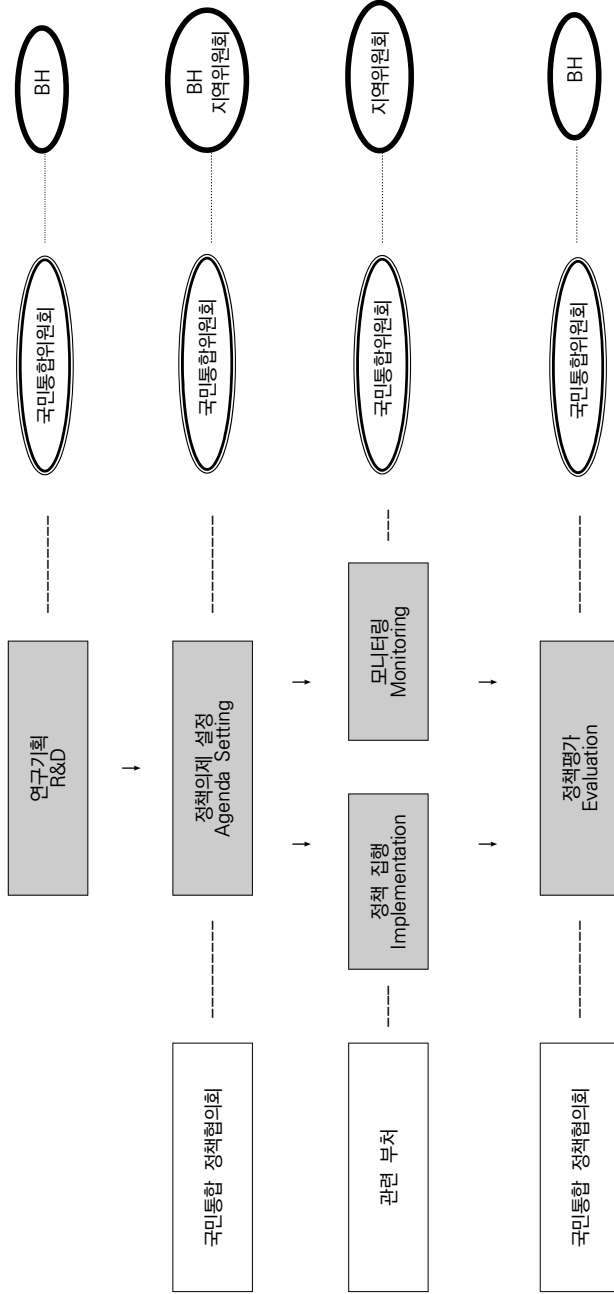 연구기획
R&D
국민통합위원회
BH
국민통합 정책협의회
정책의제 설정
Agenda Setting
국민통합위원회
BH
지역위원회
관련 부처
정책 집행
Implementation
모니터링
Monitoring
국민통합위원회
지역위원회
국민통합 정책협의회
정책평가
Evaluation
국민통합위원회
BH